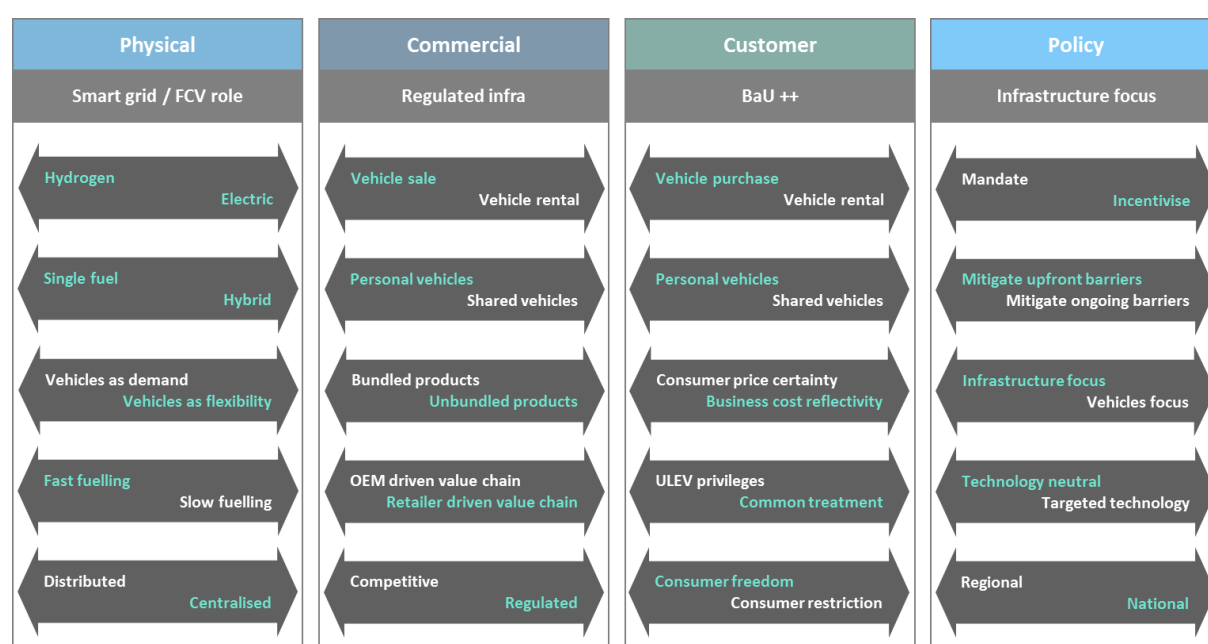 Physical
Smart grid / FCV role
Hydrogen
Electric
Single fuel
Hybrid
Vehicles as demand
Vehicles as flexibility
Fast fuelling
Slow fuelling
Distributed
Centralised
Commercial
Regulated infra
Vehicle sale
Vehicle rental
Personal vehicles
Shared vehicles
Bundled products
Unbundled products
OEM driven value chain
Retailer driven value chain
Competitive
Regulated
Customer
BaU ++
Vehicle purchase
Vehicle rental
Personal vehicles
Shared vehicles
Consumer price certainty
Business cost reflectivity
ULEV privileges
Common treatment
Consumer freedom
Consumer restriction
Policy
Infrastructure focus
Mandate
Incentivise
Mitigate upfront barriers
Mitigate ongoing barriers
Infrastructure focus
Vehicles focus
Technology neutral
Targeted technology
Regional
National